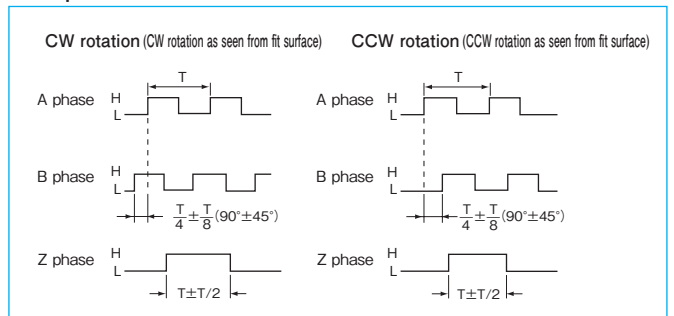 CW rotation (CW rotation as seen from fit surface)
CCW rotation (CCW rotation as seen from fit surface)
T
A phase H
L
T
A phase H
L
B phase H
L
T/4±T/8(90°±45°)
B phase H
L
T/4±T/8(90°±45°)
Z phase H
L
T±T/2
Z phase H
L
T±T/2